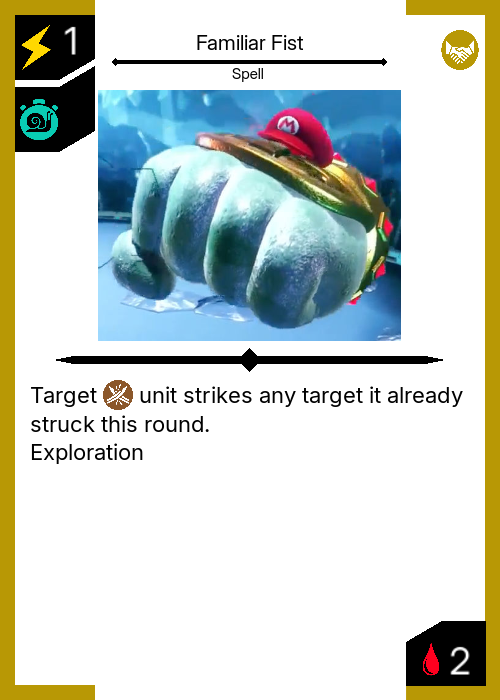 1
Familiar Fist
Spell
M
Target unit strikes any target it already
struck this round.
Exploration
2